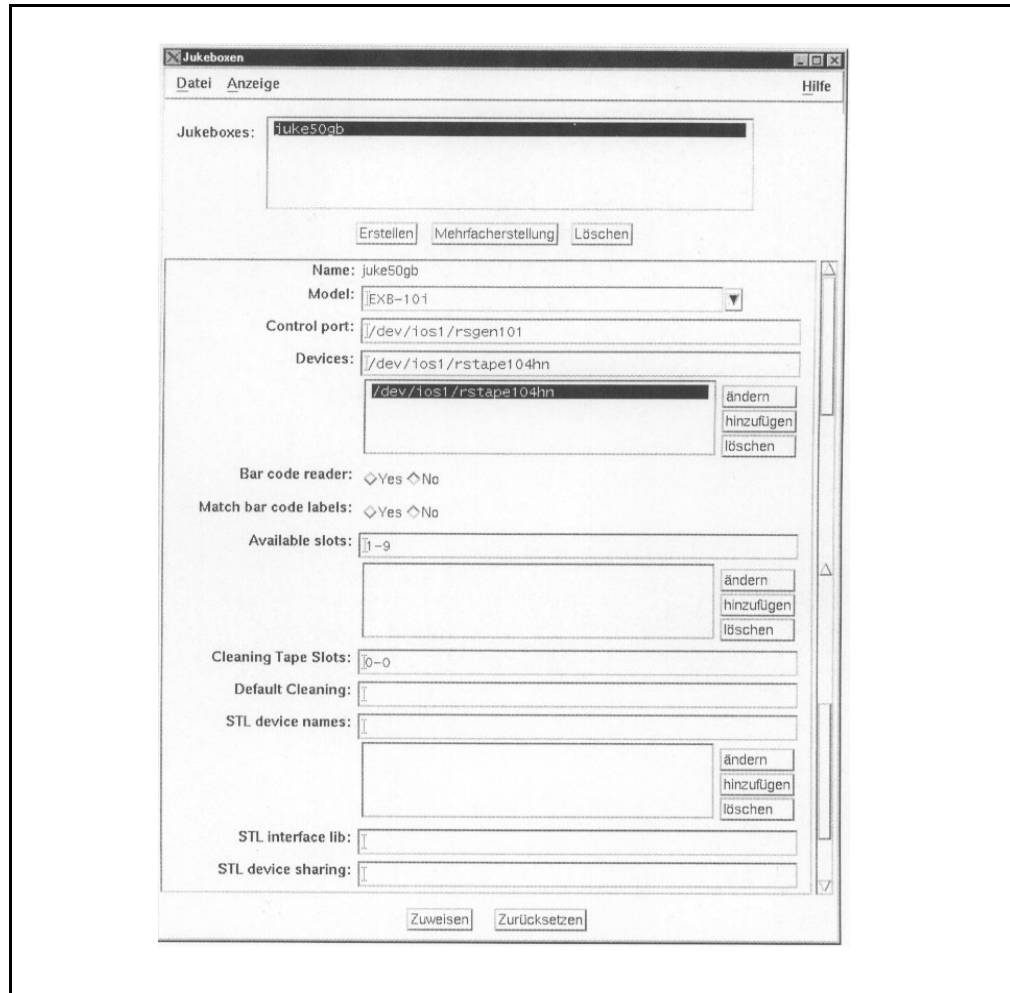 Jukeboxen
Datei Anzeige Hilfe
Jukeboxes: juke50gb
Erstellen Mehrfacherstellung Löschen
Name: juke50gb
Model: EXB-10i
Control port: /dev/ios1/rsgen101
Devices: /dev/ios1/rstape104hn
/dev/ios1/rstape104hn
ändern
hinzufügen
löschen
Bar code reader: Yes No
Match bar code labels: Yes No
Available slots: 1-9
ändern
hinzufügen
löschen
Cleaning Tape Slots: 0-0
Default Cleaning:
STL device names:
ändern
hinzufügen
löschen
STL interface lib:
STL device sharing:
Zuweisen Zurücksetzen